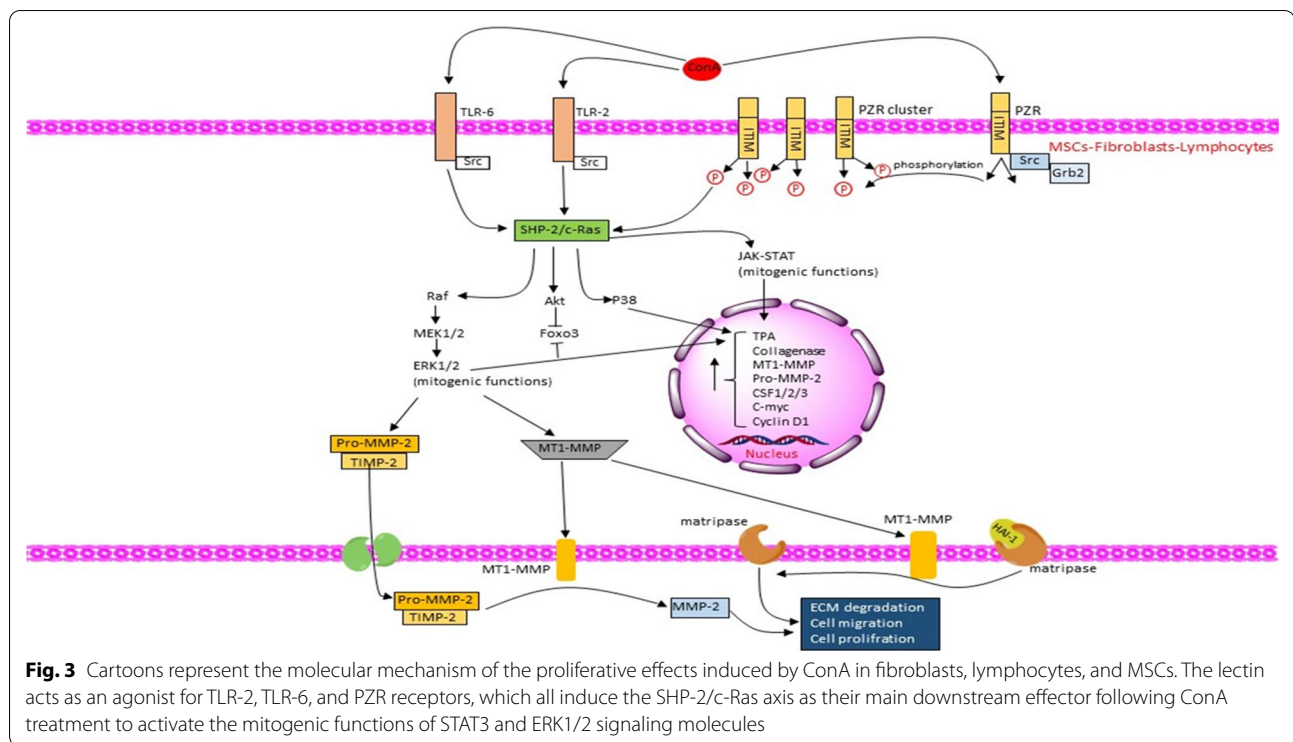 ConA
TLR-6
TLR-2
PZR cluster
PZR
ITIM
ITIM
ITIM
ITIM
MSCs-Fibroblasts-Lymphocytes
Src
Src
Src
Grb2
P
P
P
P
P
P
phosphorylation
SHP-2/c-Ras
JAK-STAT
(mitogenic functions)
Raf
Akt
P38
MEK1/2
Foxo3
ERK1/2
(mitogenic functions)
TPA
Collagenase
MT1-MMP
Pro-MMP-2
CSF1/2/3
C-myc
Cyclin D1
Nucleus
Pro-MMP-2
TIMP-2
MT1-MMP
matripase
MT1-MMP
HAI-1
matripase
MT1-MMP
Pro-MMP-2
TIMP-2
MMP-2
ECM degradation
Cell migration
Cell prolifration
Fig. 3 Cartoons represent the molecular mechanism of the proliferative effects induced by ConA in fibroblasts, lymphocytes, and MSCs. The lectin
acts as an agonist for TLR-2, TLR-6, and PZR receptors, which all induce the SHP-2/c-Ras axis as their main downstream effector following ConA
treatment to activate the mitogenic functions of STAT3 and ERK1/2 signaling molecules